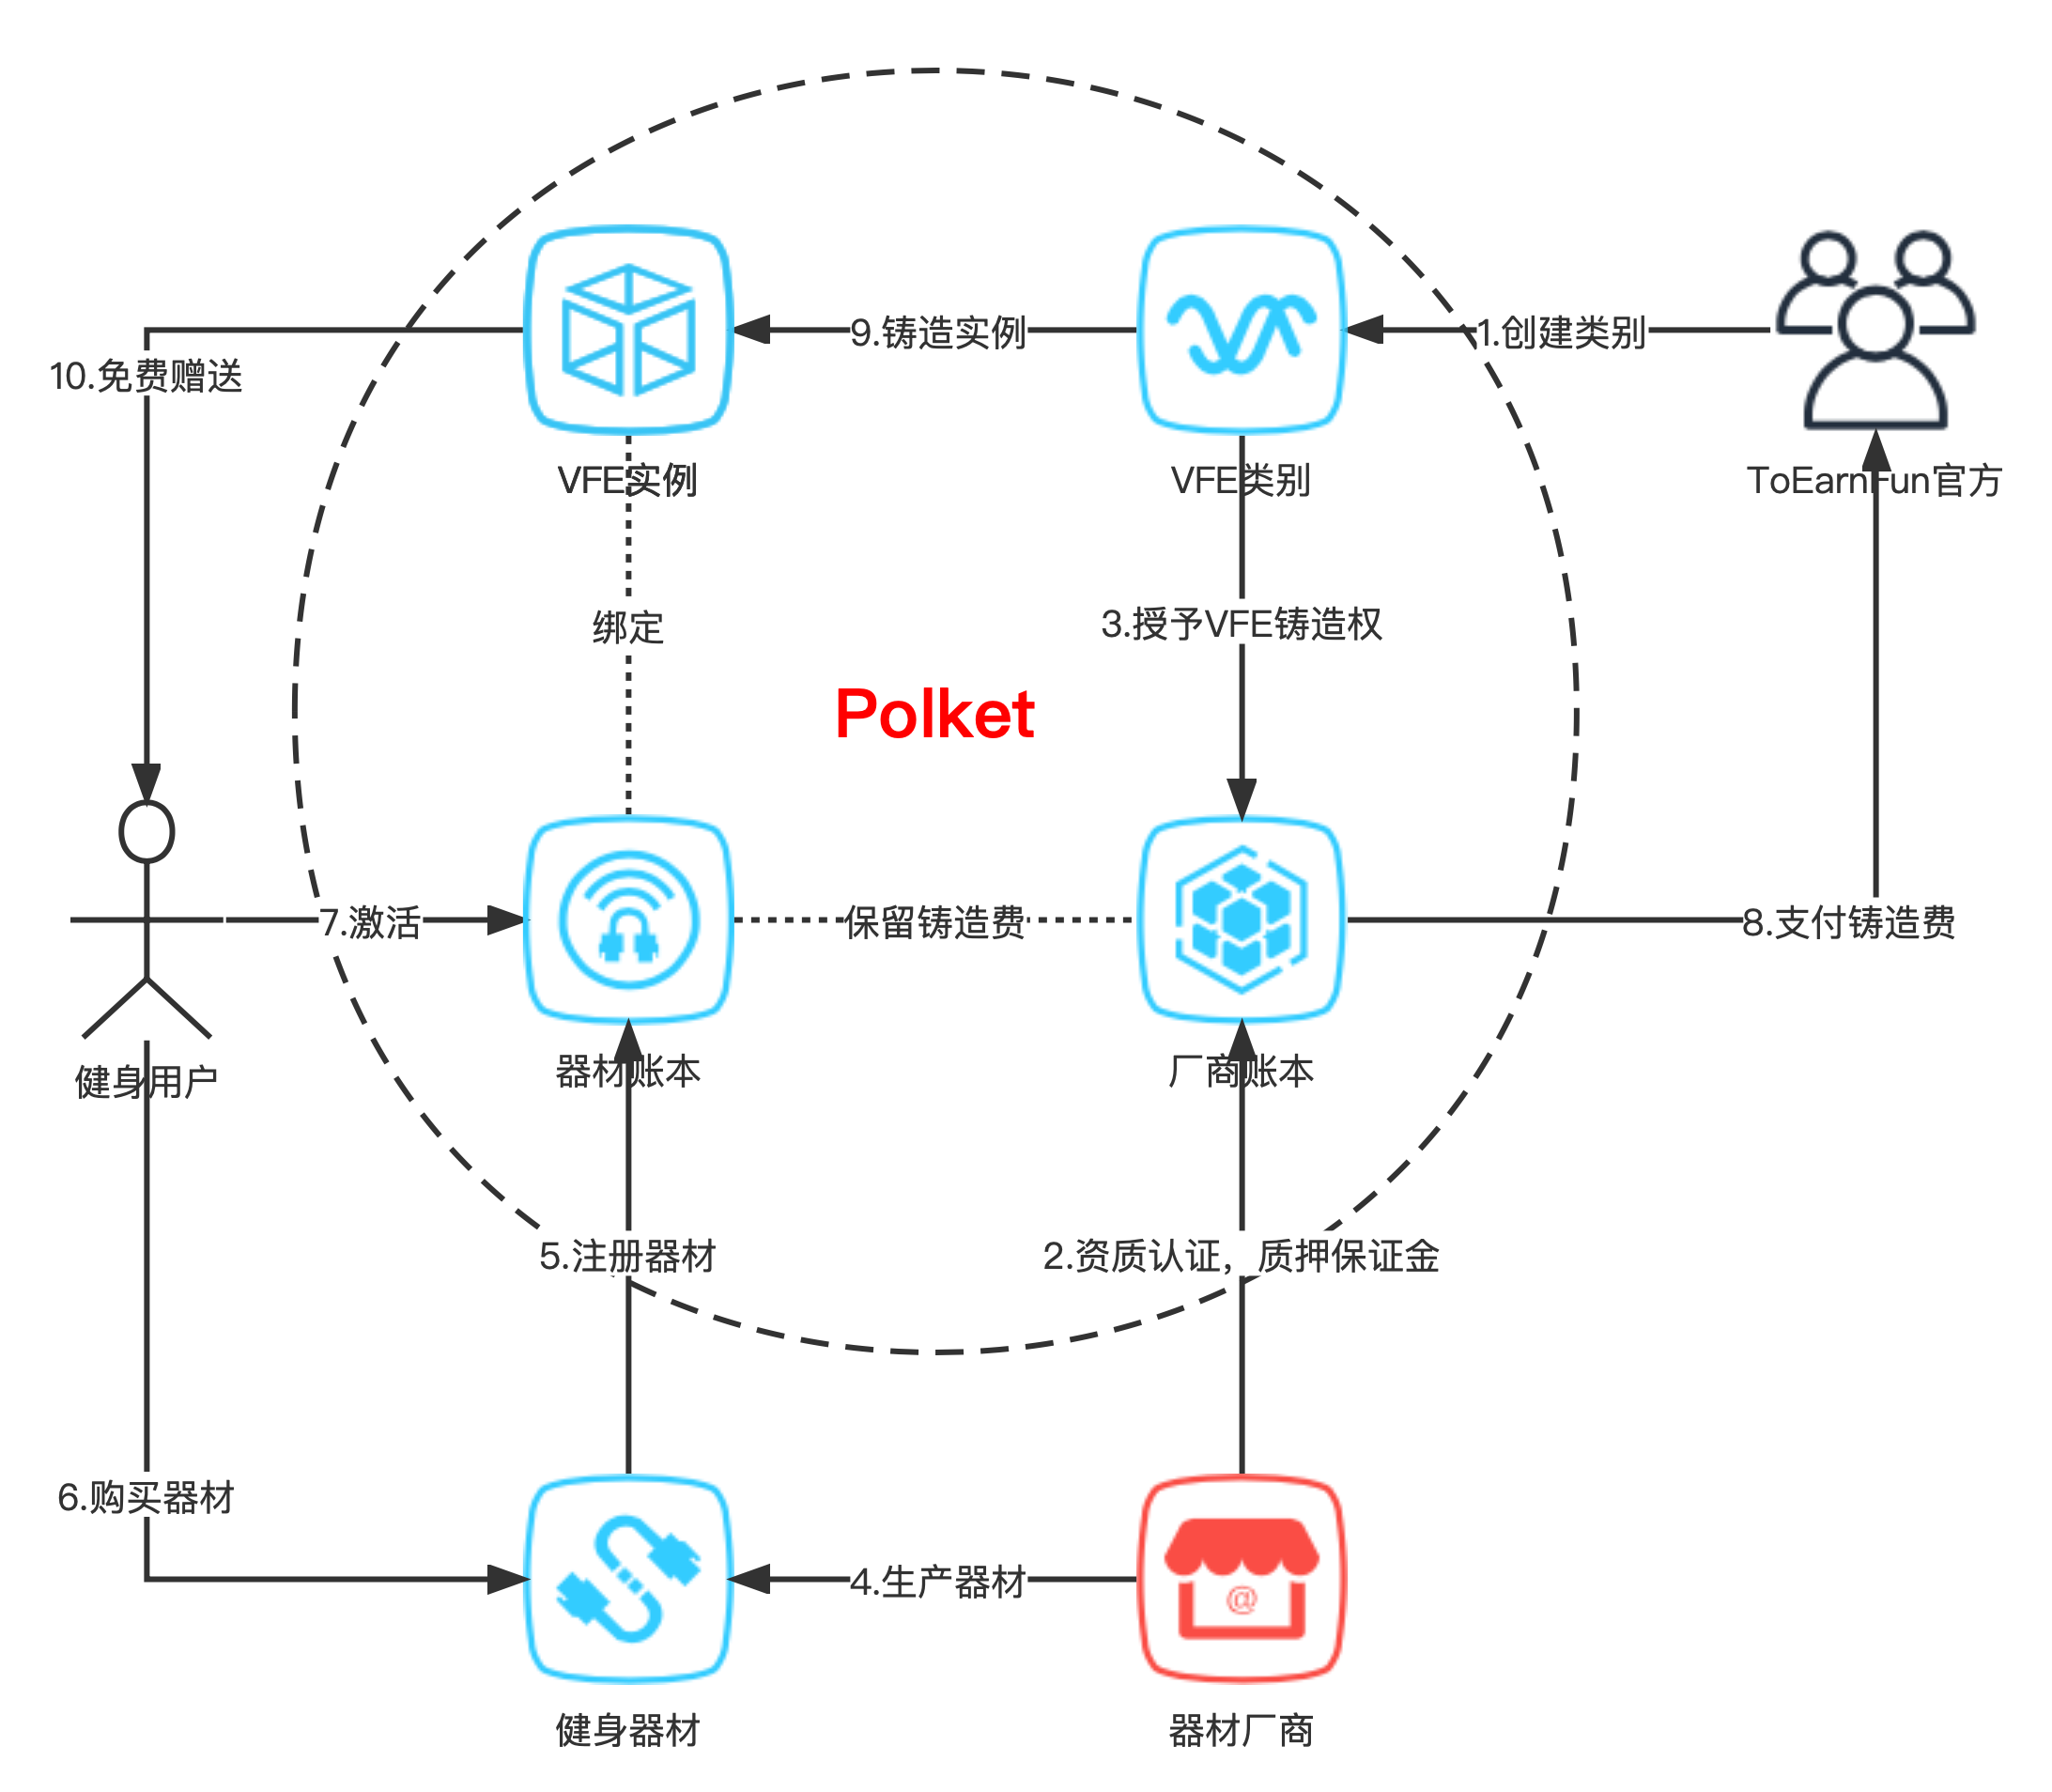 9.铸造实例
1.创建类别
10.免费赠送
VFE实例
VFE类别
ToEarnFun官方
绑定
3.授予VFE铸造权
Polket
7.激活
保留铸造费
8.支付铸造费
健身用户
器材账本
厂商账本
5.注册器材
2.资质认证，质押保证金
6.购买器材
4.生产器材
@
健身器材
器材厂商